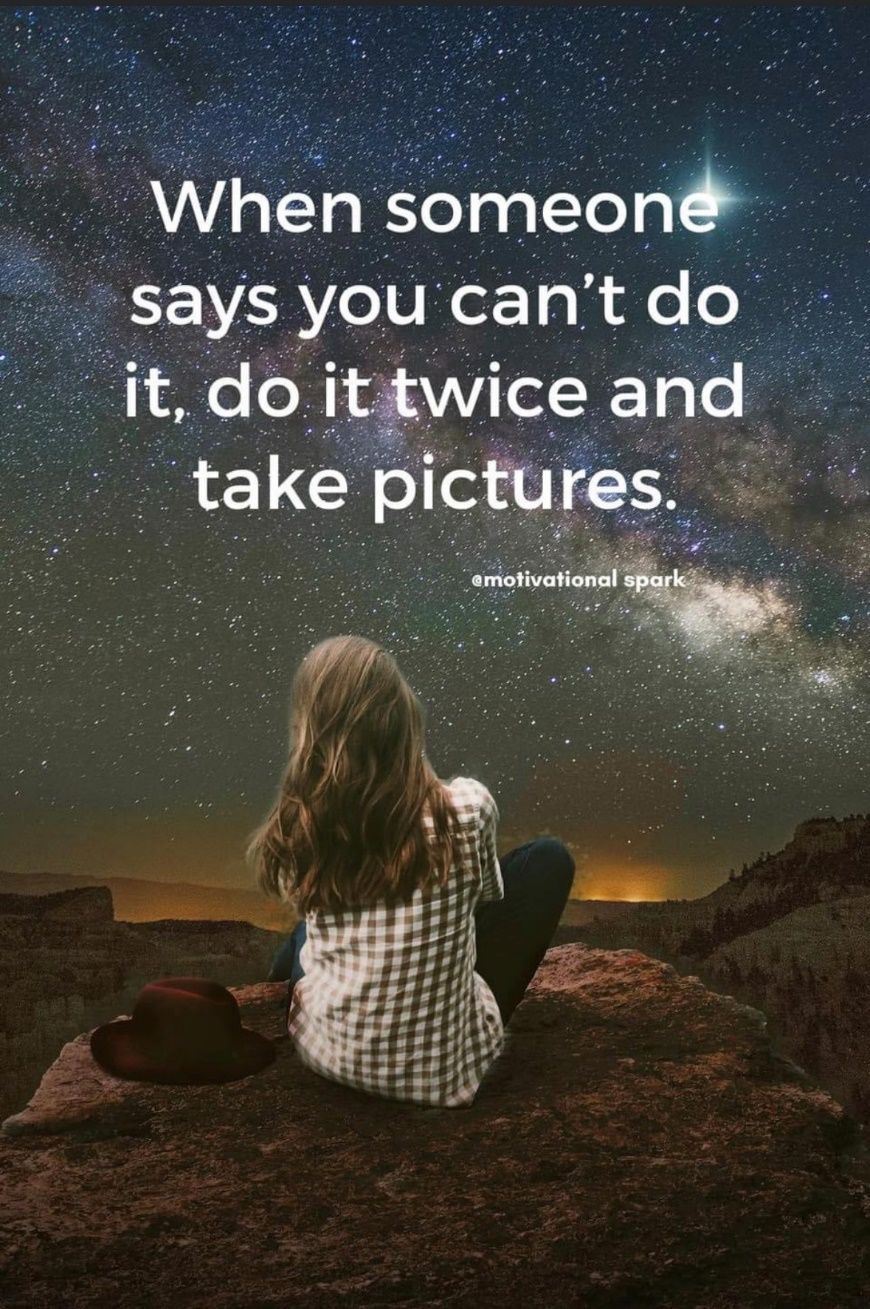 When someone
says you can’t do
it, do it twice and
take pictures.
@motivational spark